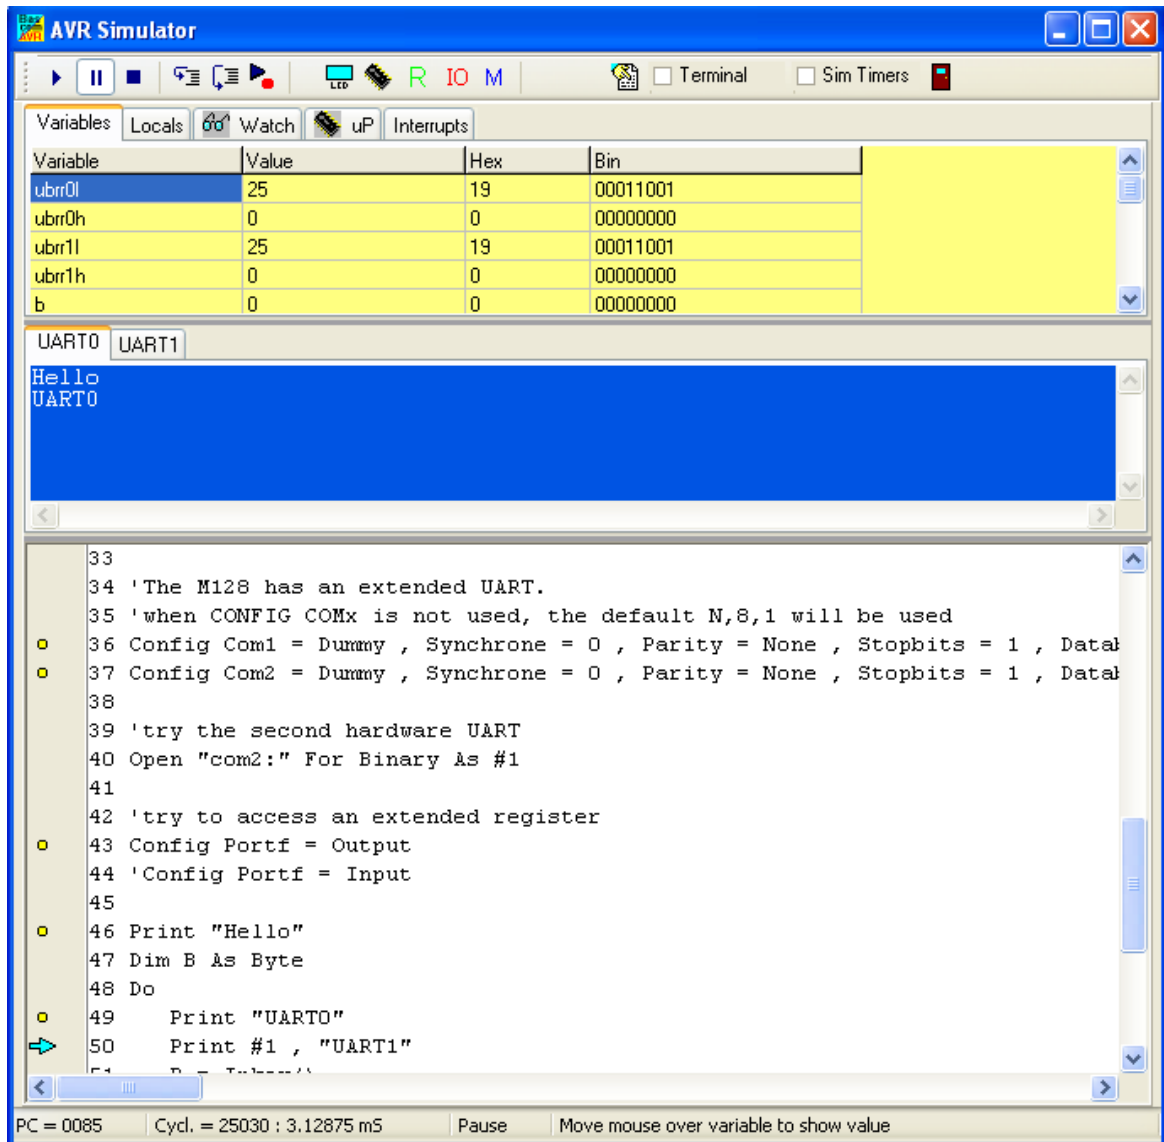 AVR Simulator
LCD R IO M Terminal Sim Timers
Variables Locals Watch uP Interrupts
Variable Value Hex Bin
ubrr0l 25 19 00011001
ubrr0h 0 0 00000000
ubrr1l 25 19 00011001
ubrr1h 0 0 00000000
b 0 0 00000000
UART0 UART1
Hello
UART0
33
34 'The M128 has an extended UART.
35 'when CONFIG COMx is not used, the default N,8,1 will be used
36 Config Com1 = Dummy , Synchrone = 0 , Parity = None , Stopbits = 1 ,
37 Config Com2 = Dummy , Synchrone = 0 , Parity = None , Stopbits = 1 ,
38
39 'try the second hardware UART
40 Open "com2:" For Binary As #1
41
42 'try to access an extended register
43 Config Portf = Output
44 'Config Portf = Input
45
46 Print "Hello"
47 Dim B As Byte
48 Do
49 Print "UART0"
50 Print #1 , "UART1"
PC = 0085 Cycl. = 25030 : 3.12875 mS Pause Move mouse over variable to show value